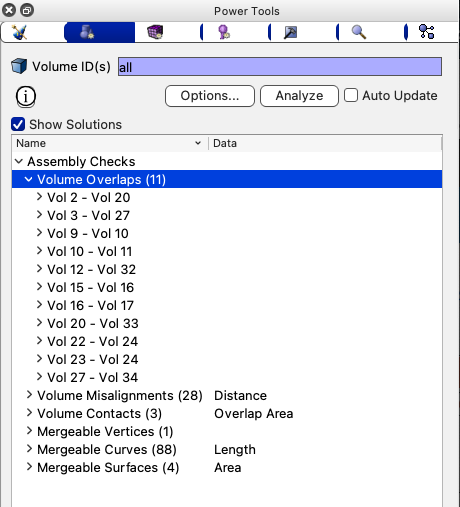 Power Tools
Volume ID(s) all
i Options... Analyze Auto Update
Show Solutions
Name Data
Assembly Checks
Volume Overlaps (11)
Vol 2 - Vol 20
Vol 3 - Vol 27
Vol 9 - Vol 10
Vol 10 - Vol 11
Vol 12 - Vol 32
Vol 15 - Vol 16
Vol 16 - Vol 17
Vol 20 - Vol 33
Vol 22 - Vol 24
Vol 23 - Vol 24
Vol 27 - Vol 34
Volume Misalignments (28) Distance
Volume Contacts (3) Overlap Area
Mergeable Vertices (1)
Mergeable Curves (88) Length
Mergeable Surfaces (4) Area